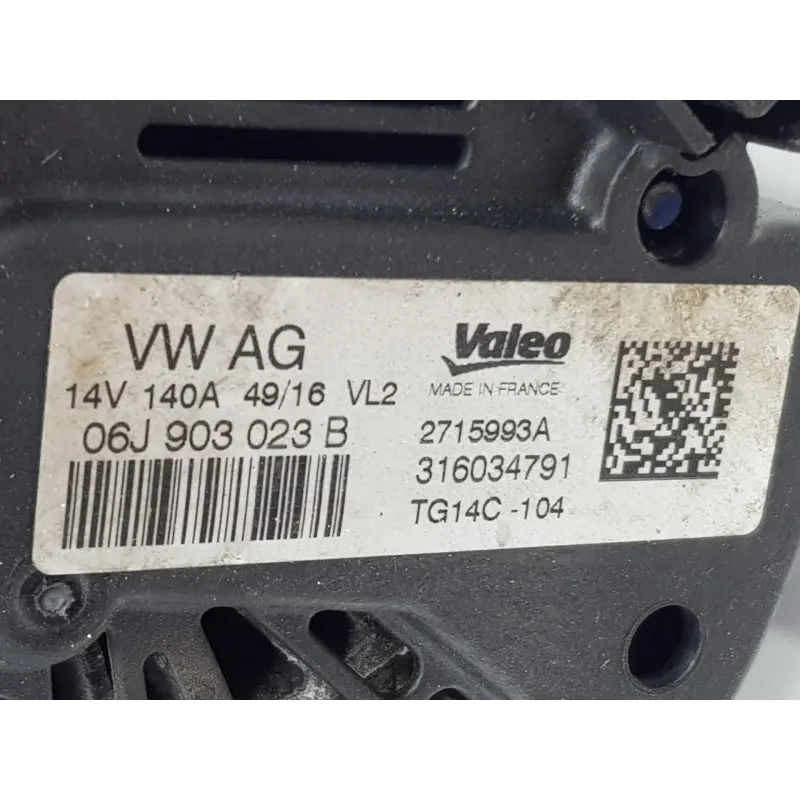 VW AG
14V 140A 49/16 VL2
06J 903 023 B
Valeo
MADE IN FRANCE
2715993A
316034791
TG14C -104